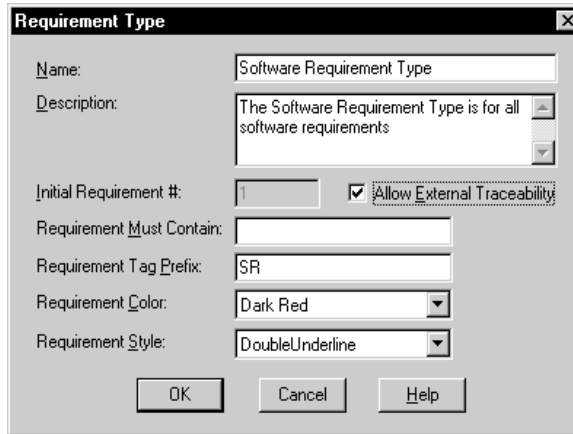 Requirement Type
Name: Software Requirement Type
Description: The Software Requirement Type is for all
software requirements
Initial Requirement #: 1 Allow External Traceability
Requirement Must Contain:
Requirement Tag Prefix: SR
Requirement Color: Dark Red
Requirement Style: DoubleUnderline
OK Cancel Help